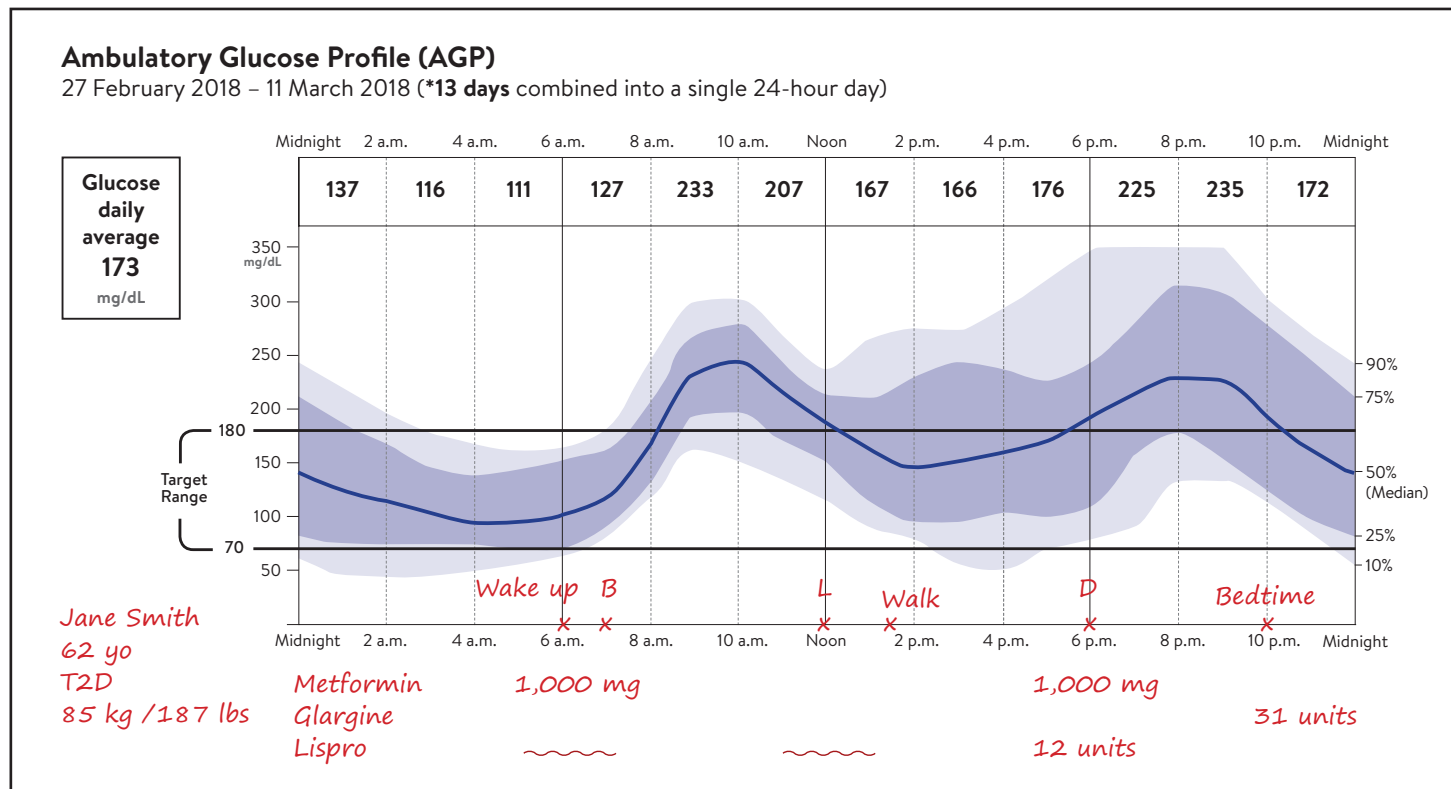 Ambulatory Glucose Profile (AGP)
27 February 2018 – 11 March 2018 (*13 days combined into a single 24-hour day)
Midnight 2 a.m. 4 a.m. 6 a.m. 8 a.m. 10 a.m. Noon 2 p.m. 4 p.m. 6 p.m. 8 p.m. 10 p.m. Midnight
Glucose
daily
average
173
mg/dL
137 116 111 127 233 207 167 166 176 225 235 172
350
mg/dL
300
250
200
180
150
100
70
50
Target
Range
90%
75%
50%
(Median)
25%
10%
Wake up B L Walk D Bedtime
x x x x x x
Midnight 2 a.m. 4 a.m. 6 a.m. 8 a.m. 10 a.m. Noon 2 p.m. 4 p.m. 6 p.m. 8 p.m. 10 p.m. Midnight
Jane Smith
62 yo
T2D
85 kg /187 lbs
Metformin 1,000 mg 1,000 mg
Glargine 31 units
Lispro 12 units